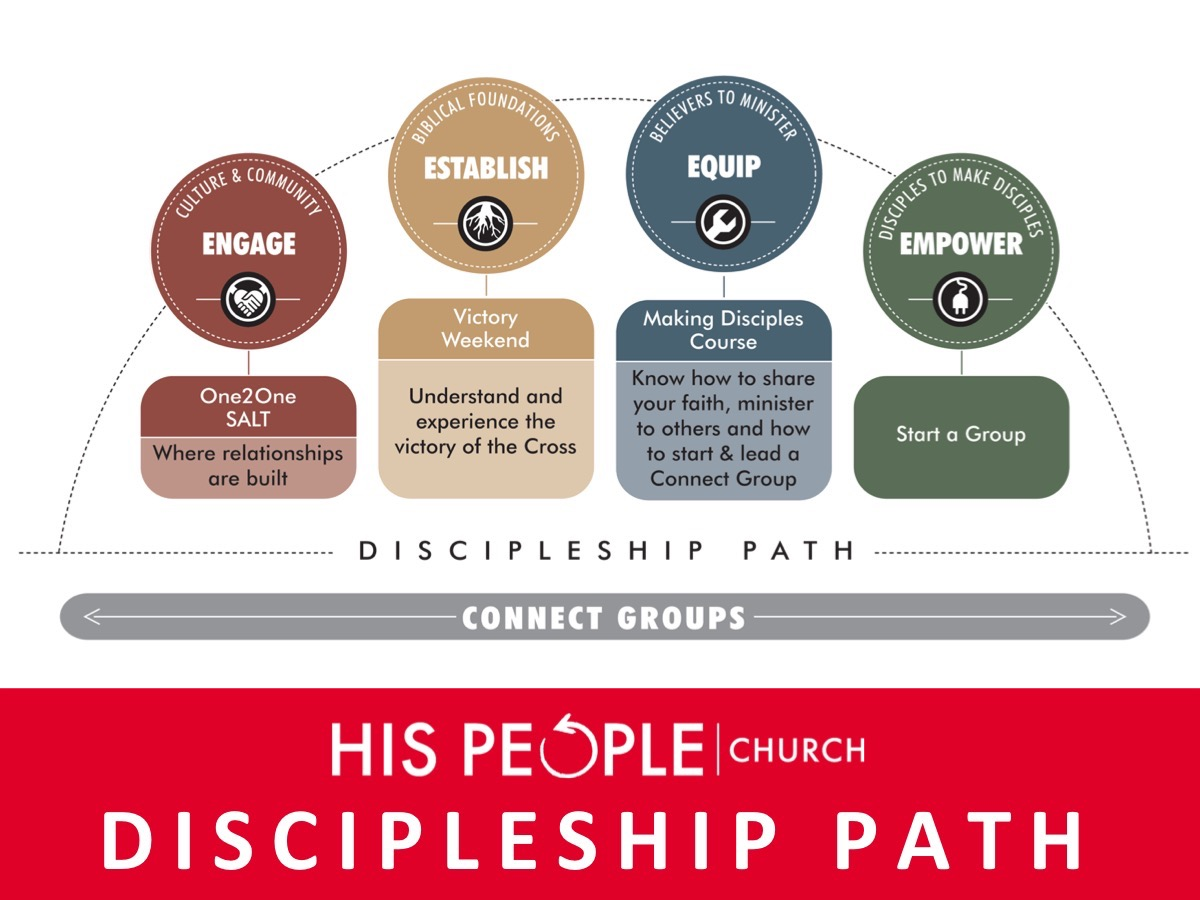 CULTURE & COMMUNITY
ENGAGE
One2One
SALT
Where relationships
are built
BIBLICAL FOUNDATIONS
ESTABLISH
Victory
Weekend
Understand and
experience the
victory of the Cross
BELIEVERS TO MINISTER
EQUIP
Making Disciples
Course
Know how to share
your faith, minister
to others and how
to start & lead a
Connect Group
DISCIPLES TO MAKE DISCIPLES
EMPOWER
Start a Group
DISCIPLESHIP PATH
CONNECT GROUPS
HIS PEOPLE CHURCH
DISCIPLESHIP PATH